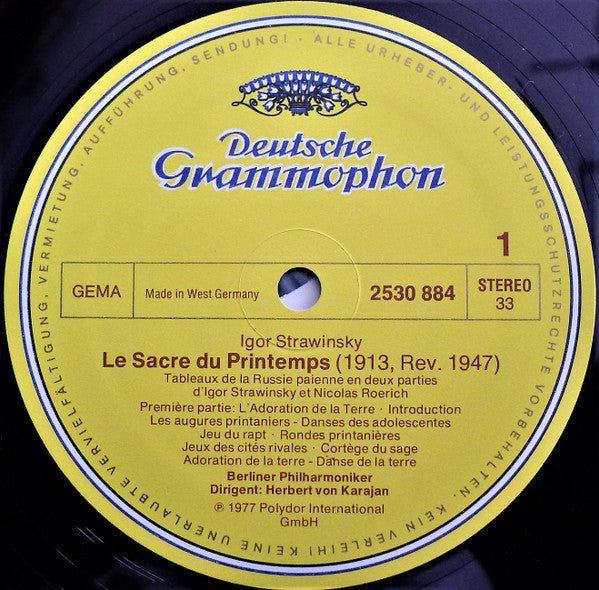 ALLE URHEBER- UND LEISTUNGSSCHUTZRECHTE VORBEHALTEN. KEIN VERLEIH! KEINE UNERLAUBTE VERVIELFÄLTIGUNG, VERMIETUNG, AUFFÜHRUNG, SENDUNG! ·
Deutsche
Grammophon
1
GEMA
Made in West Germany
2530 884
STEREO
33
Igor Strawinsky
Le Sacre du Printemps (1913, Rev. 1947)
Tableaux de la Russie paienne en deux parties
d'Igor Strawinsky et Nicolas Roerich
Première partie: L'Adoration de la Terre · Introduction
Les augures printaniers - Danses des adolescentes
Jeu du rapt · Rondes printanières
Jeux des cités rivales · Cortège du sage
Adoration de la terre - Danse de la terre
Berliner Philharmoniker
Dirigent: Herbert von Karajan
℗ 1977 Polydor International
GmbH